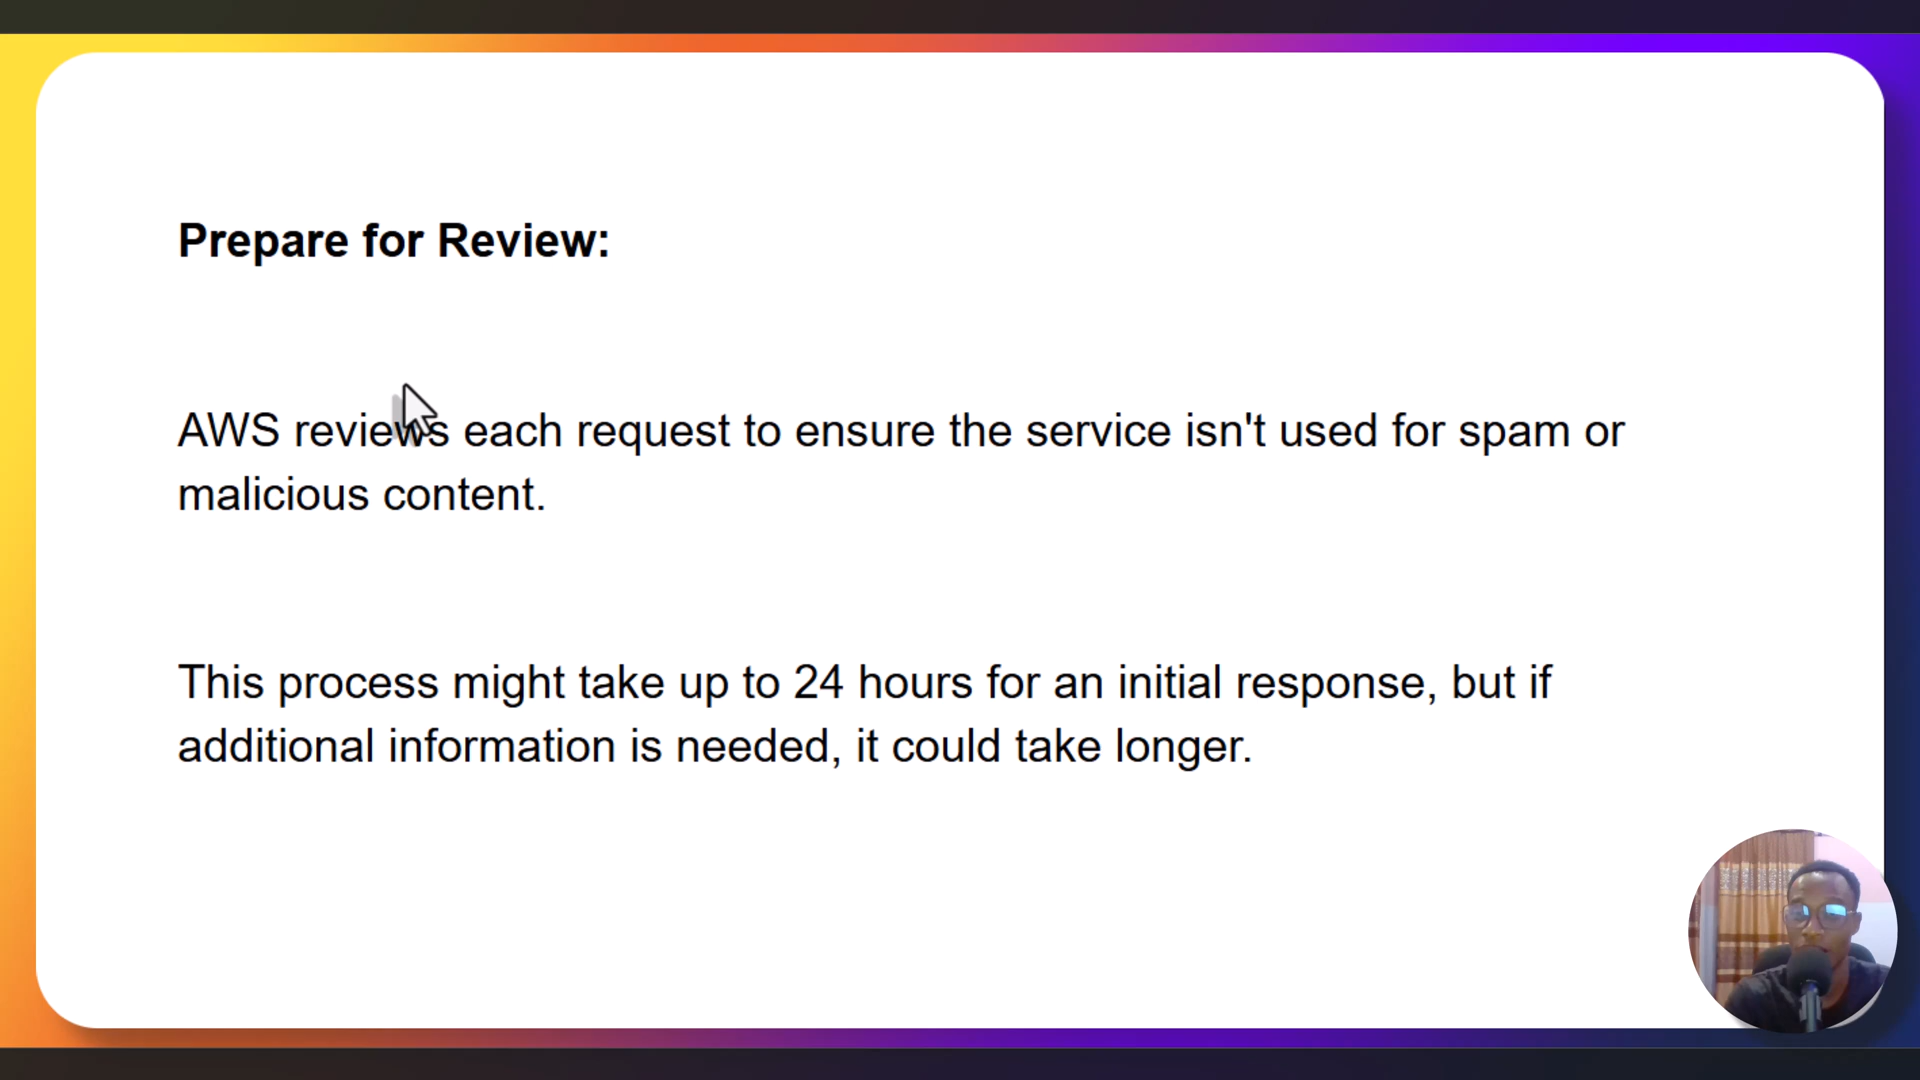 Prepare for Review:
AWS reviews each request to ensure the service isn't used for spam or
malicious content.
This process might take up to 24 hours for an initial response, but if
additional information is needed, it could take longer.